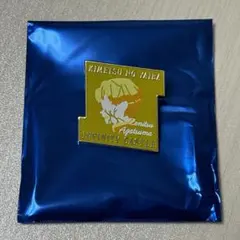 KIMETSU NO YAIBA
Zenitsu
Agatsuma